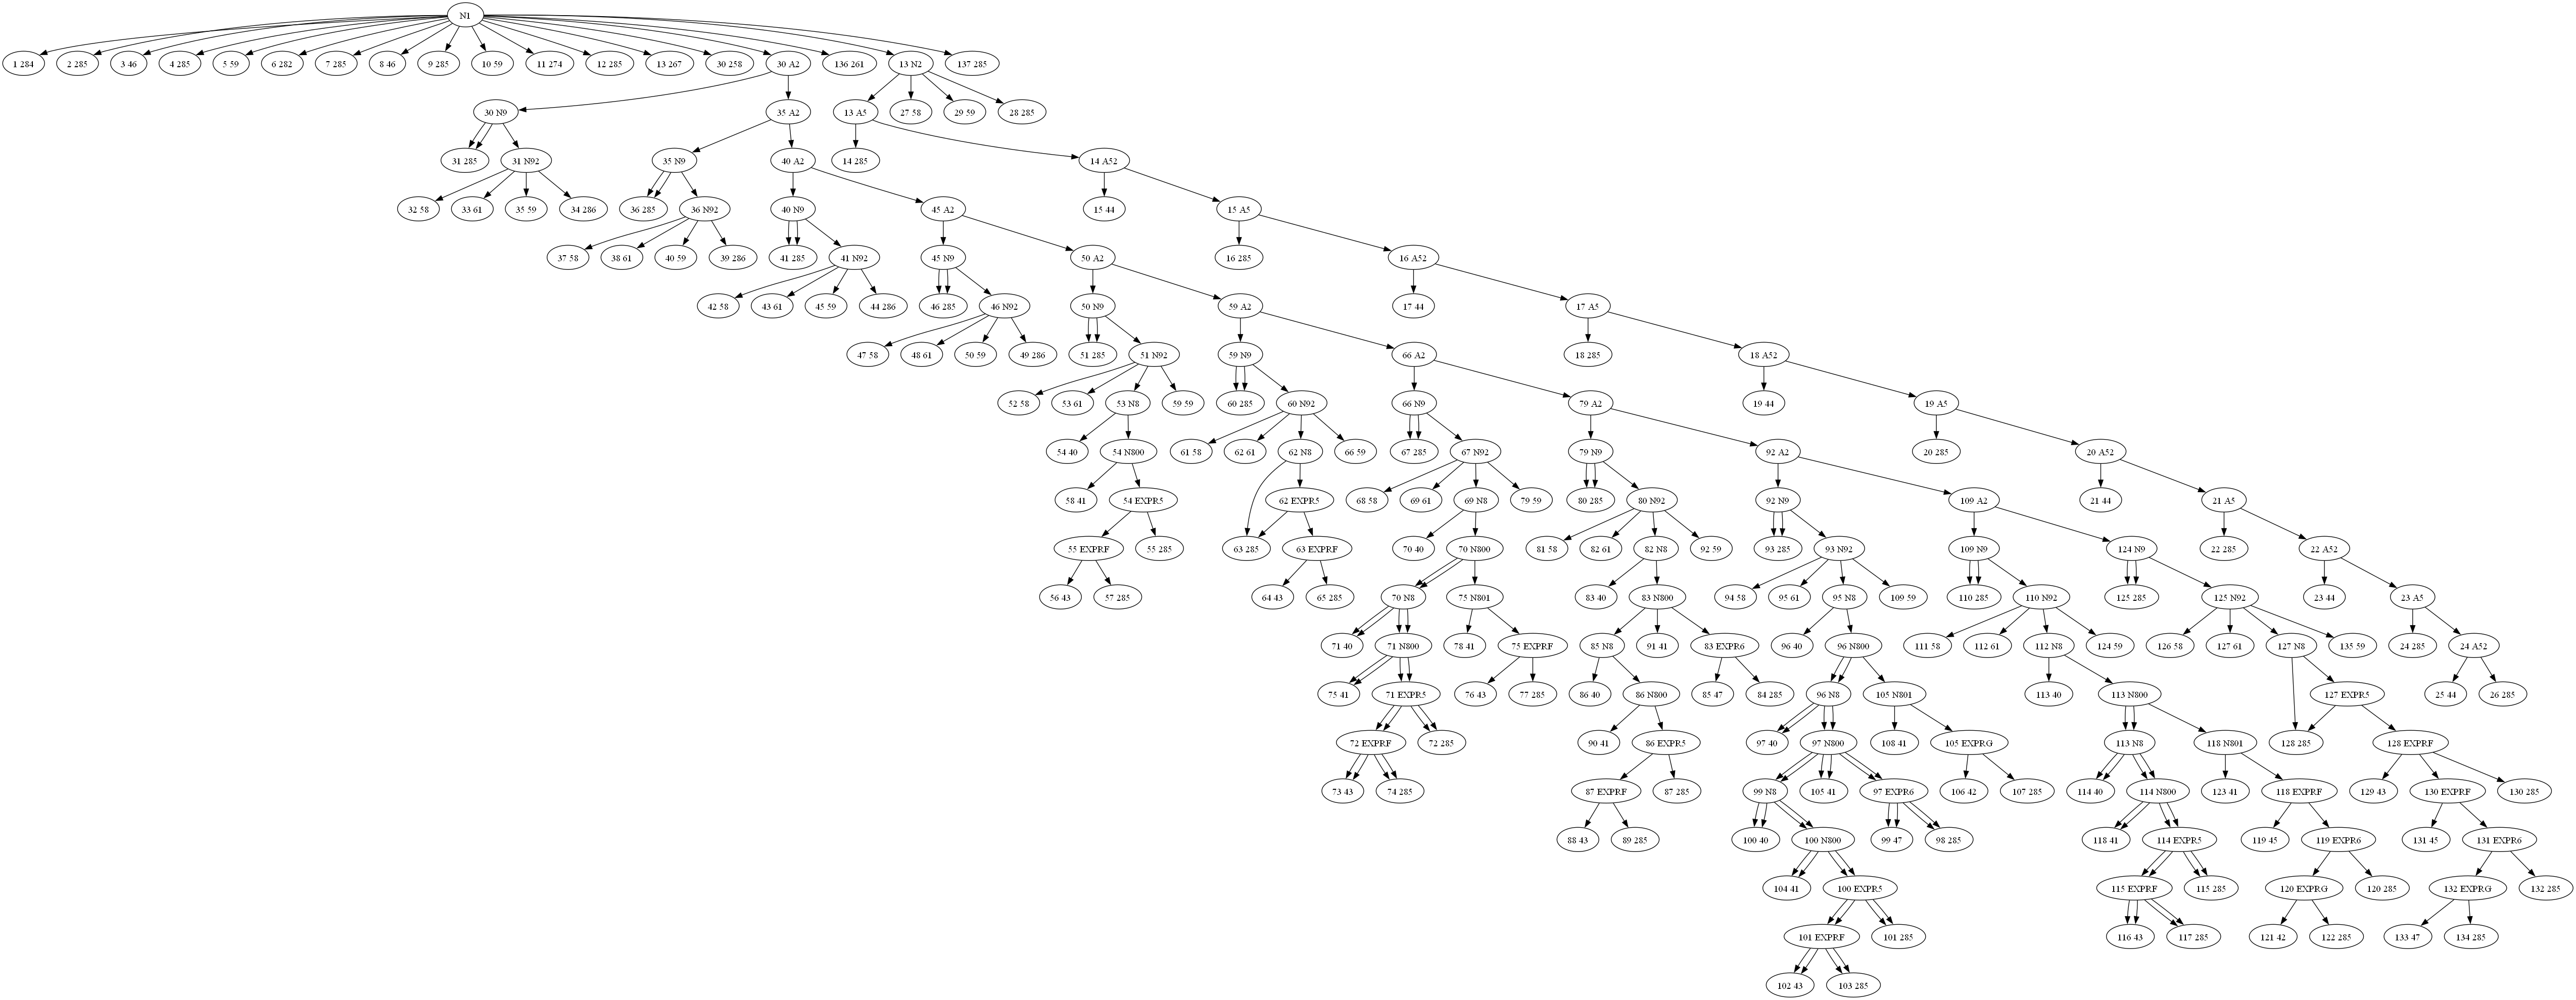 N1
1 284 2 285 3 46 4 285 5 59 6 282 7 285 8 46 9 285 10 59 11 274 12 285 13 267 30 258 30 A2 136 261 13 N2 137 285
30 N9 35 A2 13 A5 27 58 29 59 28 285
31 285 31 N92 35 N9 40 A2 14 285 14 A52
32 58 33 61 35 59 34 286 36 285 36 N92 40 N9 45 A2 15 44 15 A5
37 58 38 61 40 59 39 286 41 285 41 N92 45 N9 50 A2 16 285 16 A52
42 58 43 61 45 59 44 286 46 285 46 N92 50 N9 59 A2 17 44 17 A5
47 58 48 61 50 59 49 286 51 285 51 N92 59 N9 66 A2 18 285 18 A52
52 58 53 61 53 N8 59 59 60 285 60 N92 66 N9 79 A2 19 44 19 A5
54 40 54 N800 61 58 62 61 62 N8 66 59 67 285 67 N92 79 N9 92 A2 20 285 20 A52
58 41 54 EXPR5 62 EXPR5 68 58 69 61 69 N8 79 59 80 285 80 N92 92 N9 109 A2 21 44 21 A5
55 EXPRF 55 285 63 285 63 EXPRF 70 40 70 N800 81 58 82 61 82 N8 92 59 93 285 93 N92 109 N9 124 N9 22 285 22 A52
56 43 57 285 64 43 65 285 70 N8 75 N801 83 40 83 N800 94 58 95 61 95 N8 109 59 110 285 110 N92 125 285 125 N92 23 44 23 A5
71 40 71 N800 78 41 75 EXPRF 85 N8 91 41 83 EXPR6 96 40 96 N800 111 58 112 61 112 N8 124 59 126 58 127 61 127 N8 135 59 24 285 24 A52
75 41 71 EXPR5 76 43 77 285 86 40 86 N800 85 47 84 285 96 N8 105 N801 113 40 113 N800 127 EXPR5 25 44 26 285
72 EXPRF 72 285 90 41 86 EXPR5 97 40 97 N800 108 41 105 EXPRG 113 N8 118 N801 128 285 128 EXPRF
73 43 74 285 87 EXPRF 87 285 99 N8 105 41 97 EXPR6 106 42 107 285 114 40 114 N800 123 41 118 EXPRF 129 43 130 EXPRF 130 285
88 43 89 285 100 40 100 N800 99 47 98 285 118 41 114 EXPR5 119 45 119 EXPR6 131 45 131 EXPR6
104 41 100 EXPR5 115 EXPRF 115 285 120 EXPRG 120 285 132 EXPRG 132 285
101 EXPRF 101 285 116 43 117 285 121 42 122 285 133 47 134 285
102 43 103 285